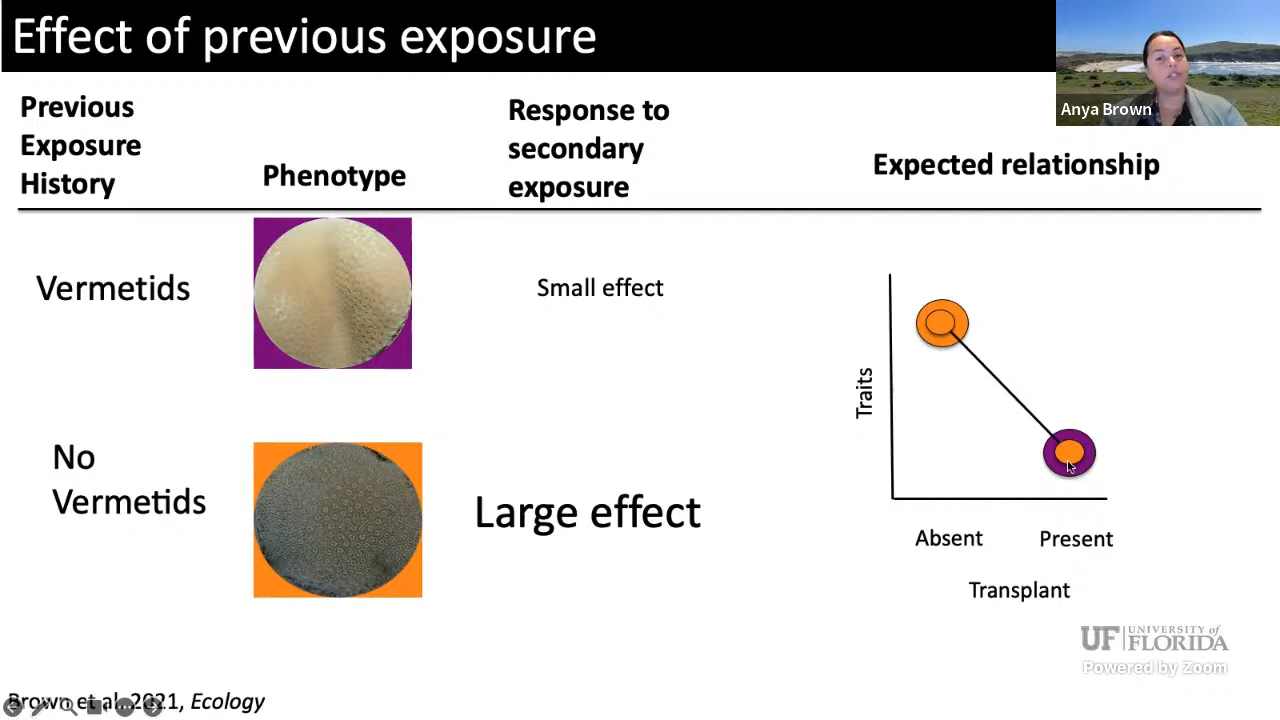 Effect of previous exposure
Anya Brown
Previous
Exposure
History
Phenotype
Response to
secondary
exposure
Expected relationship
Vermetids
Small effect
No
Vermetids
Large effect
Traits
Absent
Present
Transplant
UF UNIVERSITY of
FLORIDA
Powered by Zoom
Brown et al. 2021, Ecology